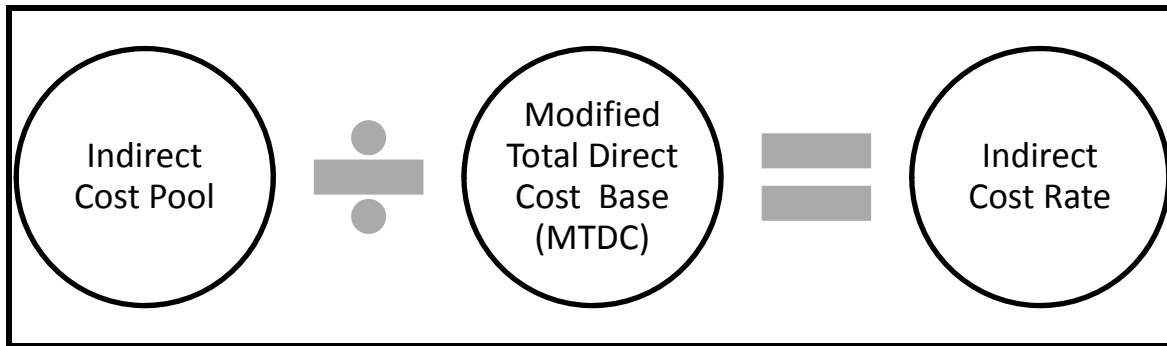 Indirect
Cost Pool
Modified
Total Direct
Cost Base
(MTDC)
Indirect
Cost Rate